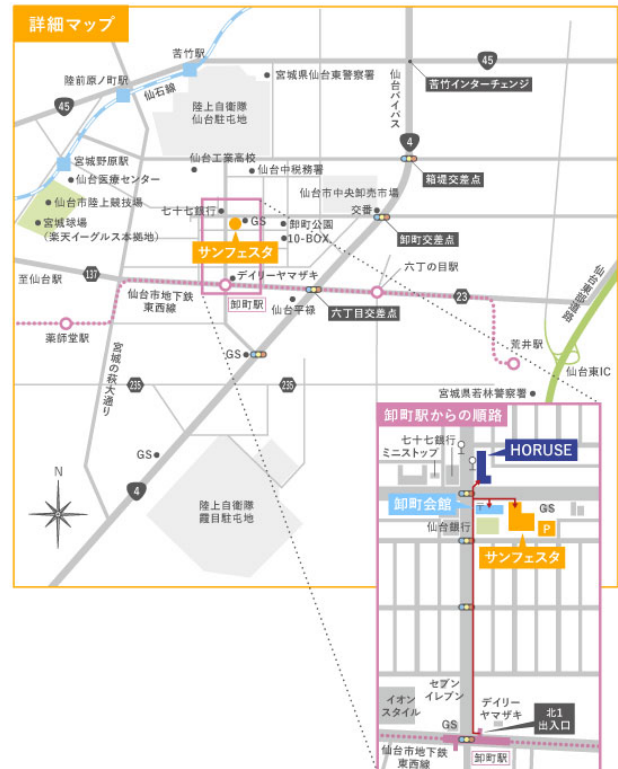 詳細マップ
苦竹駅
陸前原ノ町駅
仙石線
45
宮城県仙台東警察署
仙台バイパス
45
苦竹インターチェンジ
陸上自衛隊
仙台駐屯地
4
宮城野原駅
仙台医療センター
仙台工業高校
仙台中税務署
箱堤交差点
仙台市陸上競技場
仙台市中央卸売市場
七十七銀行
GS
卸町公園
交番
宮城球場
(楽天イーグルス本拠地)
10-BOX
卸町交差点
サンフェスタ
至仙台駅
137
デイリーヤマザキ
六丁の目駅
仙台市地下鉄
東西線
卸町駅
23
仙台東部道路
仙台平禄
六丁目交差点
薬師堂駅
荒井駅
GS
仙台東IC
宮城の萩大通り
235
235
宮城県若林警察署
GS
N
4
陸上自衛隊
霞目駐屯地
卸町駅からの順路
七十七銀行
ミニストップ
HORUSE
卸町会館
〒
GS
仙台銀行
P
サンフェスタ
セブン
イレブン
イオン
スタイル
デイリー
ヤマザキ
北1
出入口
GS
仙台市地下鉄
東西線
卸町駅